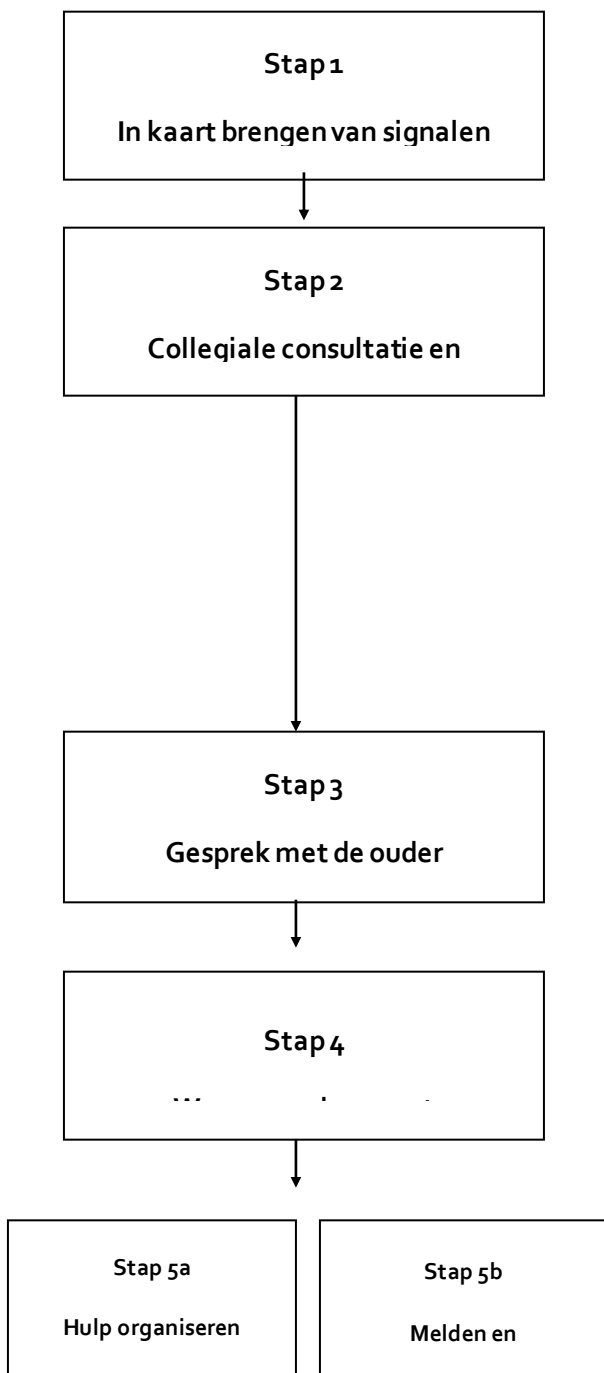 Stap 1
In kaart brengen van signalen
Stap 2
Collegiale consultatie en
Stap 3
Gesprek met de ouder
Stap 4
Stap 5a
Hulp organiseren
Stap 5b
Melden en